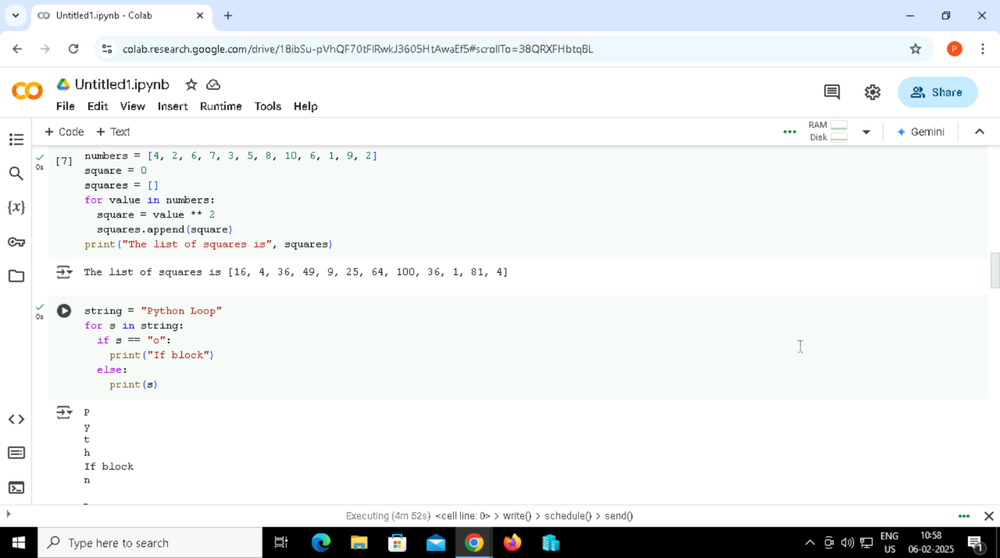 Untitled1.ipynb - Colab
colab.research.google.com/drive/18ibSu-pVhQF70tFlRwkJ3605HtAwaEf5#scrollTo=38QRXFHbtqBL
P
Untitled1.ipynb
File Edit View Insert Runtime Tools Help
Share
+ Code + Text
RAM
Disk
Gemini
0s
[7]
numbers = [4, 2, 6, 7, 3, 5, 8, 10, 6, 1, 9, 2]
square = 0
squares = []
for value in numbers:
  square = value ** 2
  squares.append(square)
print("The list of squares is", squares)
The list of squares is [16, 4, 36, 49, 9, 25, 64, 100, 36, 1, 81, 4]
0s
string = "Python Loop"
for s in string:
  if s == "o":
    print("If block")
  else:
    print(s)
P
y
t
h
If block
n
{x}
Executing (4m 52s) <cell line: 0> > write() > schedule() > send()
Type here to search
ENG
US
10:58
06-02-2025
1